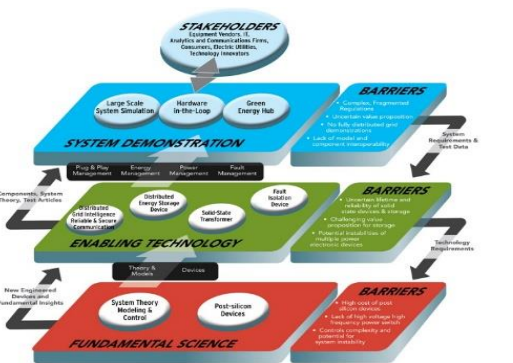 STAKEHOLDERS
Equipment Vendors, IT,
Analytics and Communications Firms,
Consumers, Electric Utilities,
Technology Innovators
Large Scale
System Simulation
Hardware
in-the-Loop
Green
Energy Hub
SYSTEM DEMONSTRATION
BARRIERS
• Complex, Fragmented
Regulations
• Uncertain value proposition
• No fully distributed grid
demonstrations
• Lack of model and
component interoperability
System
Requirements &
Test Data
Plug & Play
Management
Energy
Management
Power
Management
Fault
Management
Components, System
Theory, Test Articles
Distributed
Grid Intelligence
Reliable & Secure
Communication
Distributed
Energy Storage
Device
Solid-State
Transformer
Fault
Isolation
Device
ENABLING TECHNOLOGY
BARRIERS
• Uncertain lifetime and
reliability of solid
state devices & storage
• Challenging value
proposition for storage
• Potential instabilities of
multiple power
electronic devices
Technology
Requirements
Theory &
Models
Devices
New Engineered
Devices and
Fundamental Insights
System Theory
Modeling &
Control
Post-silicon
Devices
FUNDAMENTAL SCIENCE
BARRIERS
• High cost of post
silicon devices
• Lack of high voltage high
frequency power switch
• Controls complexity and
potential for
system instability